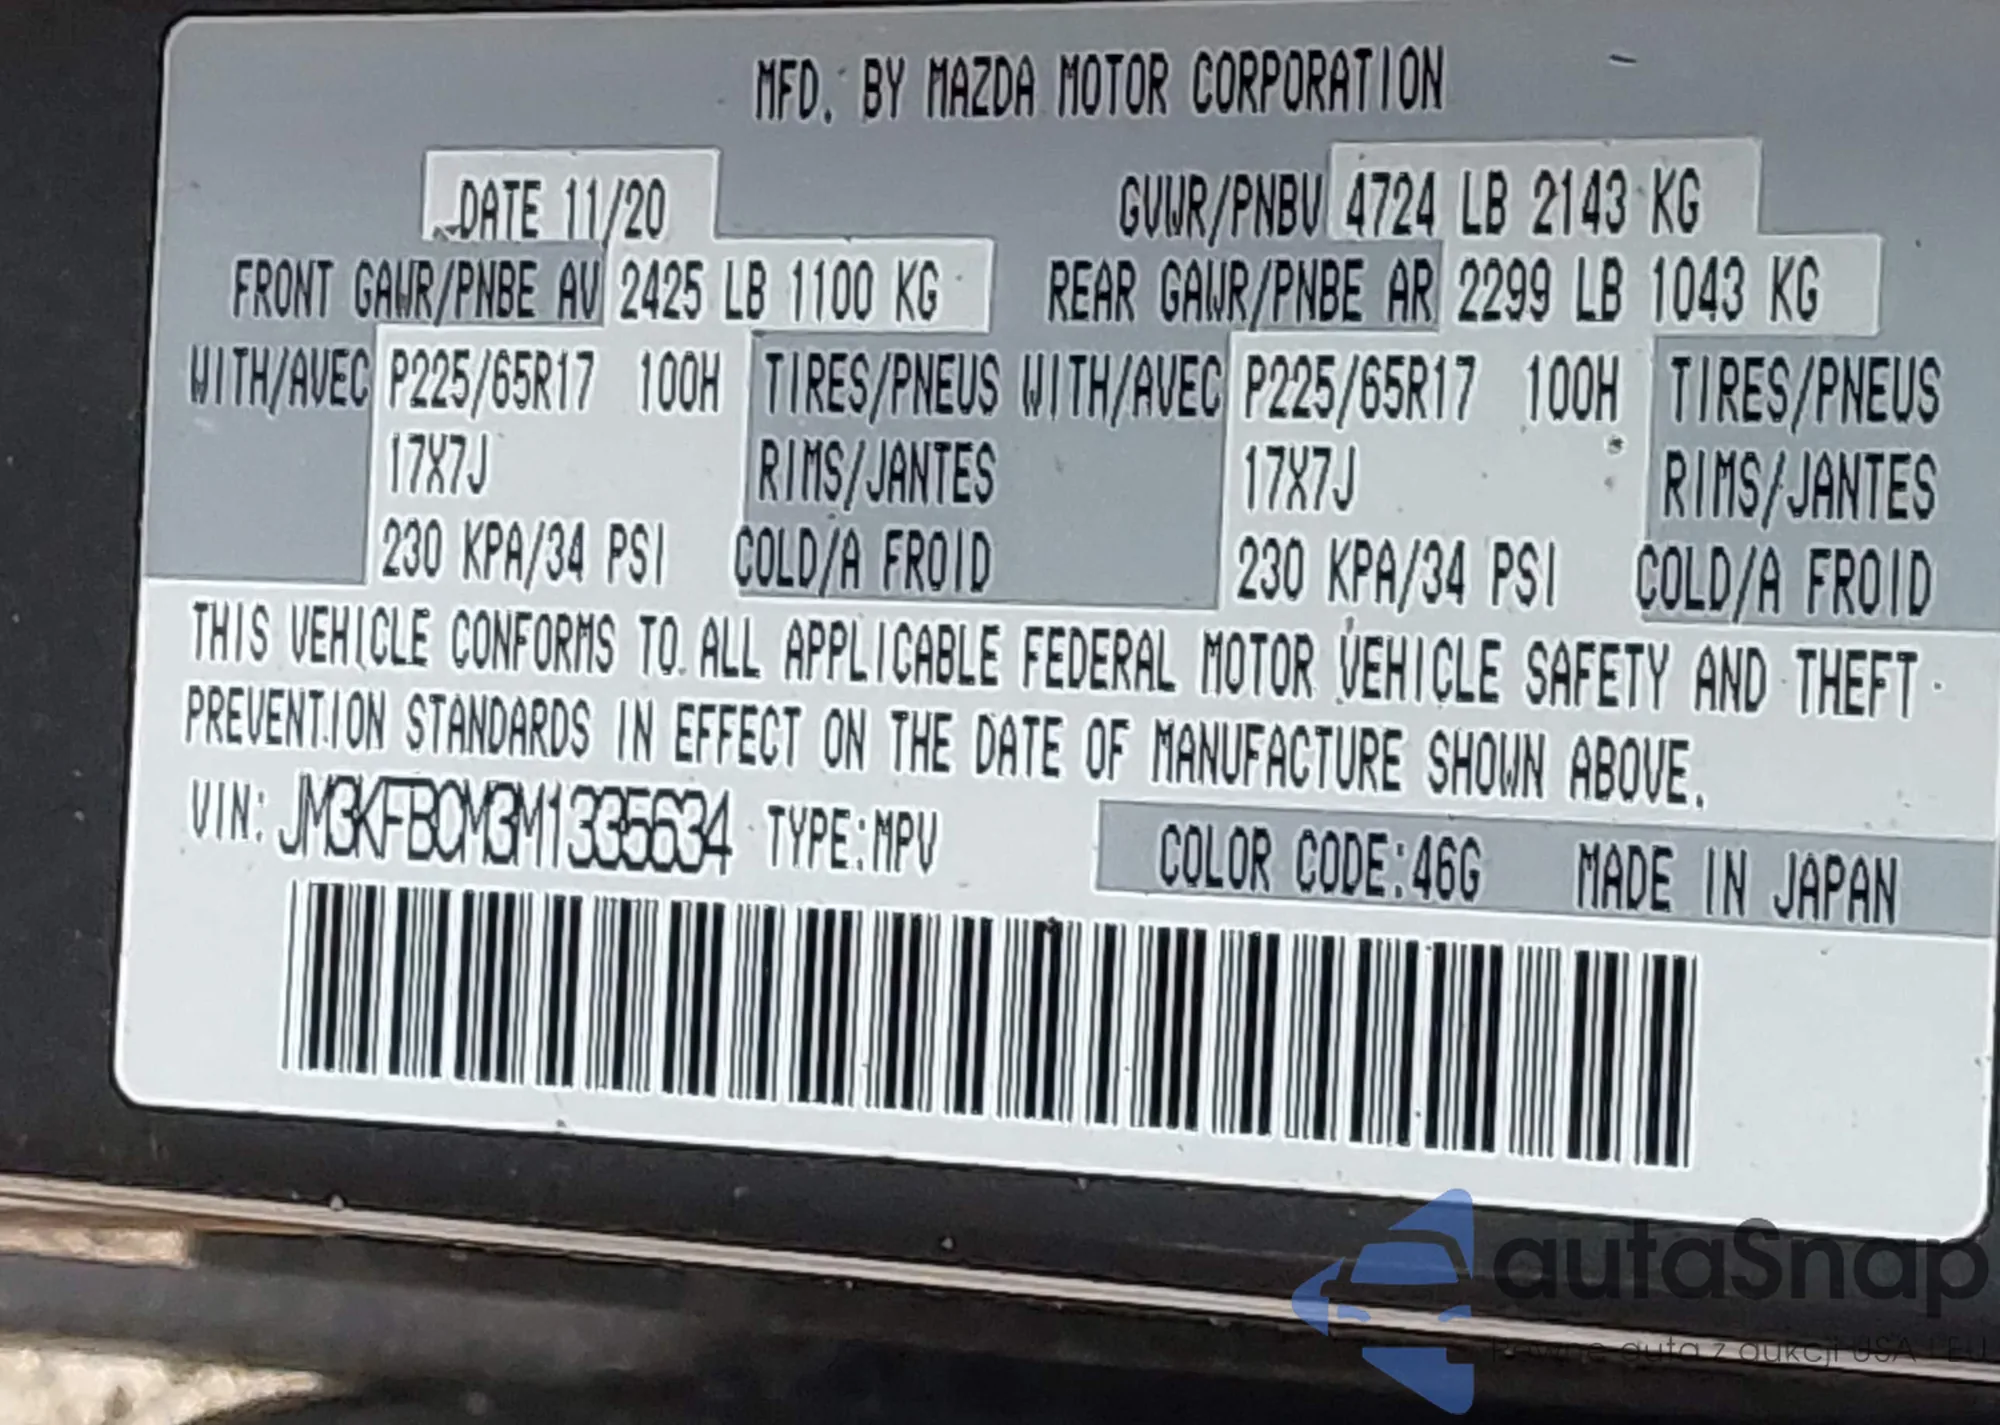 MFD. BY MAZDA MOTOR CORPORATION
DATE 11/20 GVWR/PNBV 4724 LB 2143 KG
FRONT GAWR/PNBE AV 2425 LB 1100 KG REAR GAWR/PNBE AR 2299 LB 1043 KG
WITH/AVEC P225/65R17 100H TIRES/PNEUS WITH/AVEC P225/65R17 100H TIRES/PNEUS
17X7J RIMS/JANTES 17X7J RIMS/JANTES
230 KPA/34 PSI COLD/A FROID 230 KPA/34 PSI COLD/A FROID
THIS VEHICLE CONFORMS TO ALL APPLICABLE FEDERAL MOTOR VEHICLE SAFETY AND THEFT
PREVENTION STANDARDS IN EFFECT ON THE DATE OF MANUFACTURE SHOWN ABOVE.
VIN: JM3KFBCM3M1335634 TYPE:MPV COLOR CODE:46G MADE IN JAPAN
autaSnap
Pewne auta z aukcji USA i EU